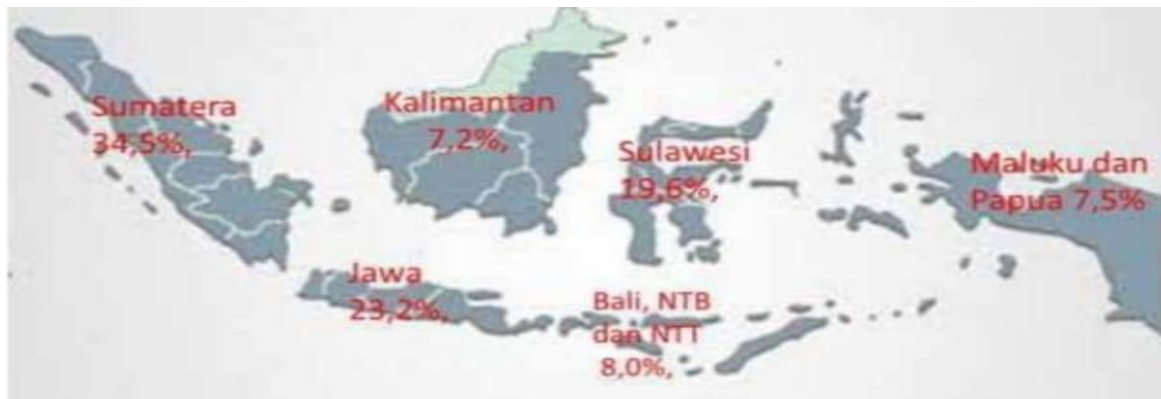 Sumatera
34,5%,
Kalimantan
7,2%,
Sulawesi
19,6%,
Maluku dan
Papua 7,5%
Jawa
23,2%,
Bali, NTB
dan NTT
8,0%,